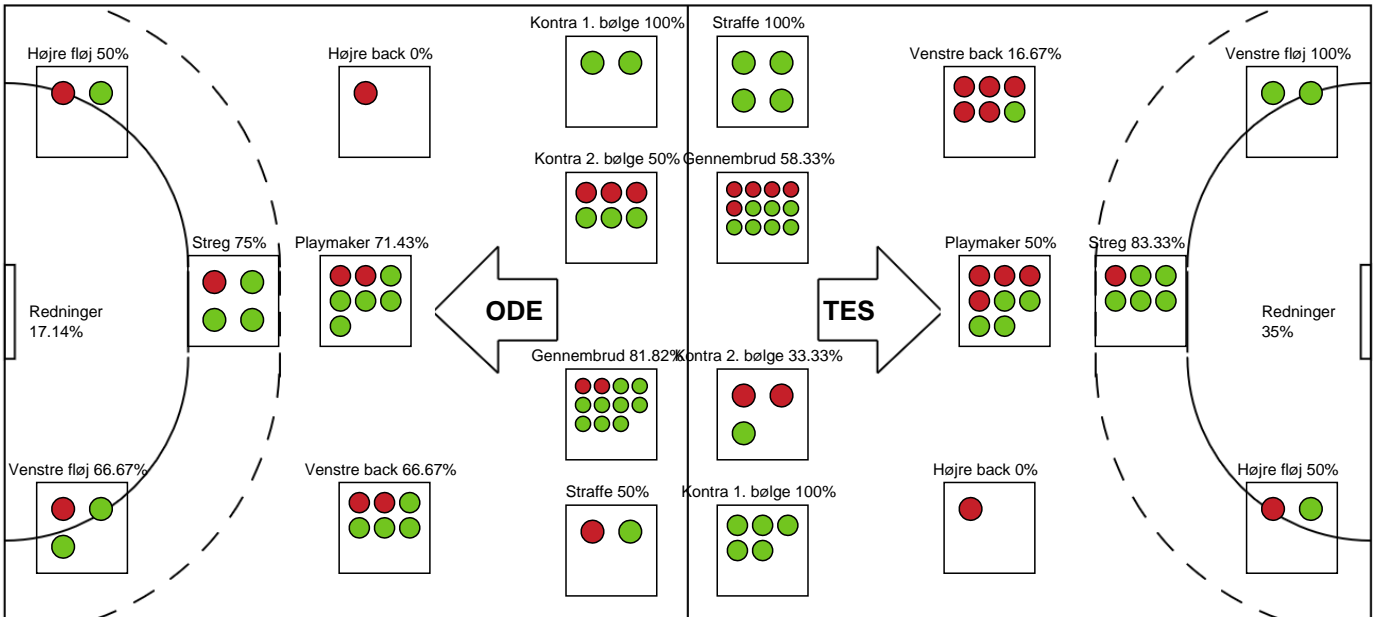 Kontra 1. bølge 100%
Straffe 100%
Højre fløj 50%
Højre back 0%
Venstre back 16.67%
Venstre fløj 100%
Kontra 2. bølge 50%
Gennembrud 58.33%
Streg 75%
Playmaker 71.43%
Playmaker 50%
Streg 83.33%
Redninger
17.14%
ODE
TES
Redninger
35%
Gennembrud 81.82%
Kontra 2. bølge 33.33%
Venstre fløj 66.67%
Venstre back 66.67%
Højre back 0%
Højre fløj 50%
Straffe 50%
Kontra 1. bølge 100%